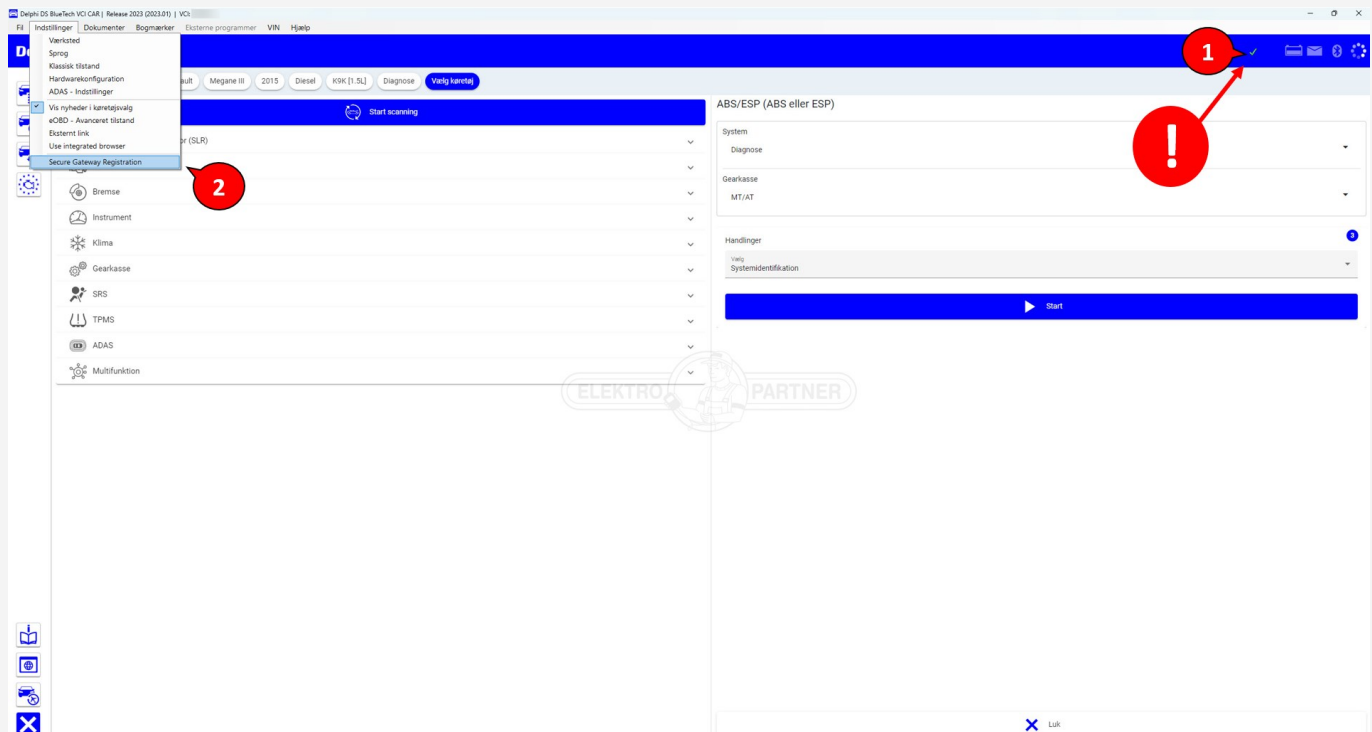 Delphi DS BlueTech VCI CAR | Release 2023 (2023.01) | VCI:
Fil Indstillinger Dokumenter Bogmærker Eksterne programmer VIN Hjælp
Værksted
Sprog
Klassisk tilstand
Hardwarekonfiguration
ADAS - Indstillinger
Vis nyheder i køretøjsvalg
eOBD - Avanceret tilstand
Eksternt link
Use integrated browser
Secure Gateway Registration
1
!
2
Megane III 2015 Diesel K9K [1.5L] Diagnose Vælg køretøj
Start scanning
(SLR)
Bremse
Instrument
Klima
Gearkasse
SRS
TPMS
ADAS
Multifunktion
ABS/ESP (ABS eller ESP)
System
Diagnose
Gearkasse
MT/AT
Handlinger
3
Vælg
Systemidentifikation
Start
ELEKTRO PARTNER
Luk